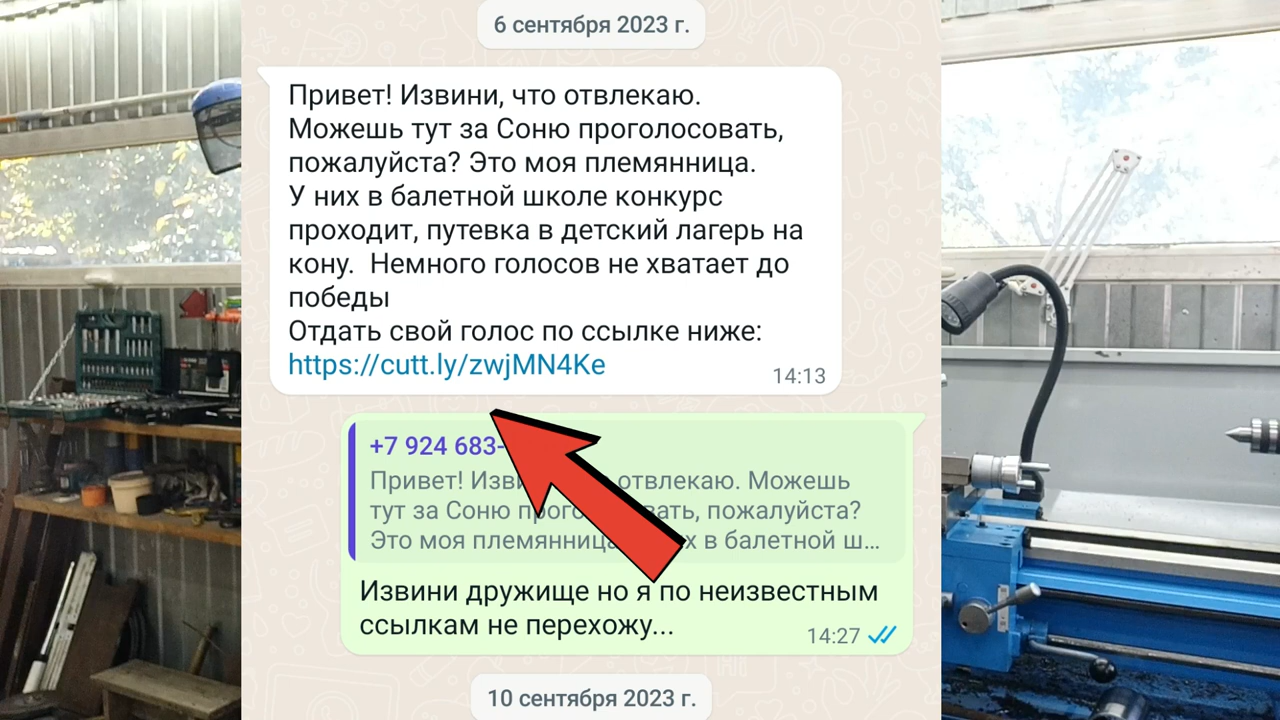 6 сентября 2023 г.
Привет! Извини, что отвлекаю.
Можешь тут за Соню проголосовать,
пожалуйста? Это моя племянница.
У них в балетной школе конкурс
проходит, путевка в детский лагерь на
кону.  Немного голосов не хватает до
победы
Отдать свой голос по ссылке ниже:
https://cutt.ly/zwjMN4Ke
14:13
+7 924 683-
Привет! Изви отвлекаю. Можешь
тут за Соню прого вать, пожалуйста?
Это моя племянница х в балетной ш...
Извини дружище но я по неизвестным
ссылкам не перехожу...
14:27
10 сентября 2023 г.